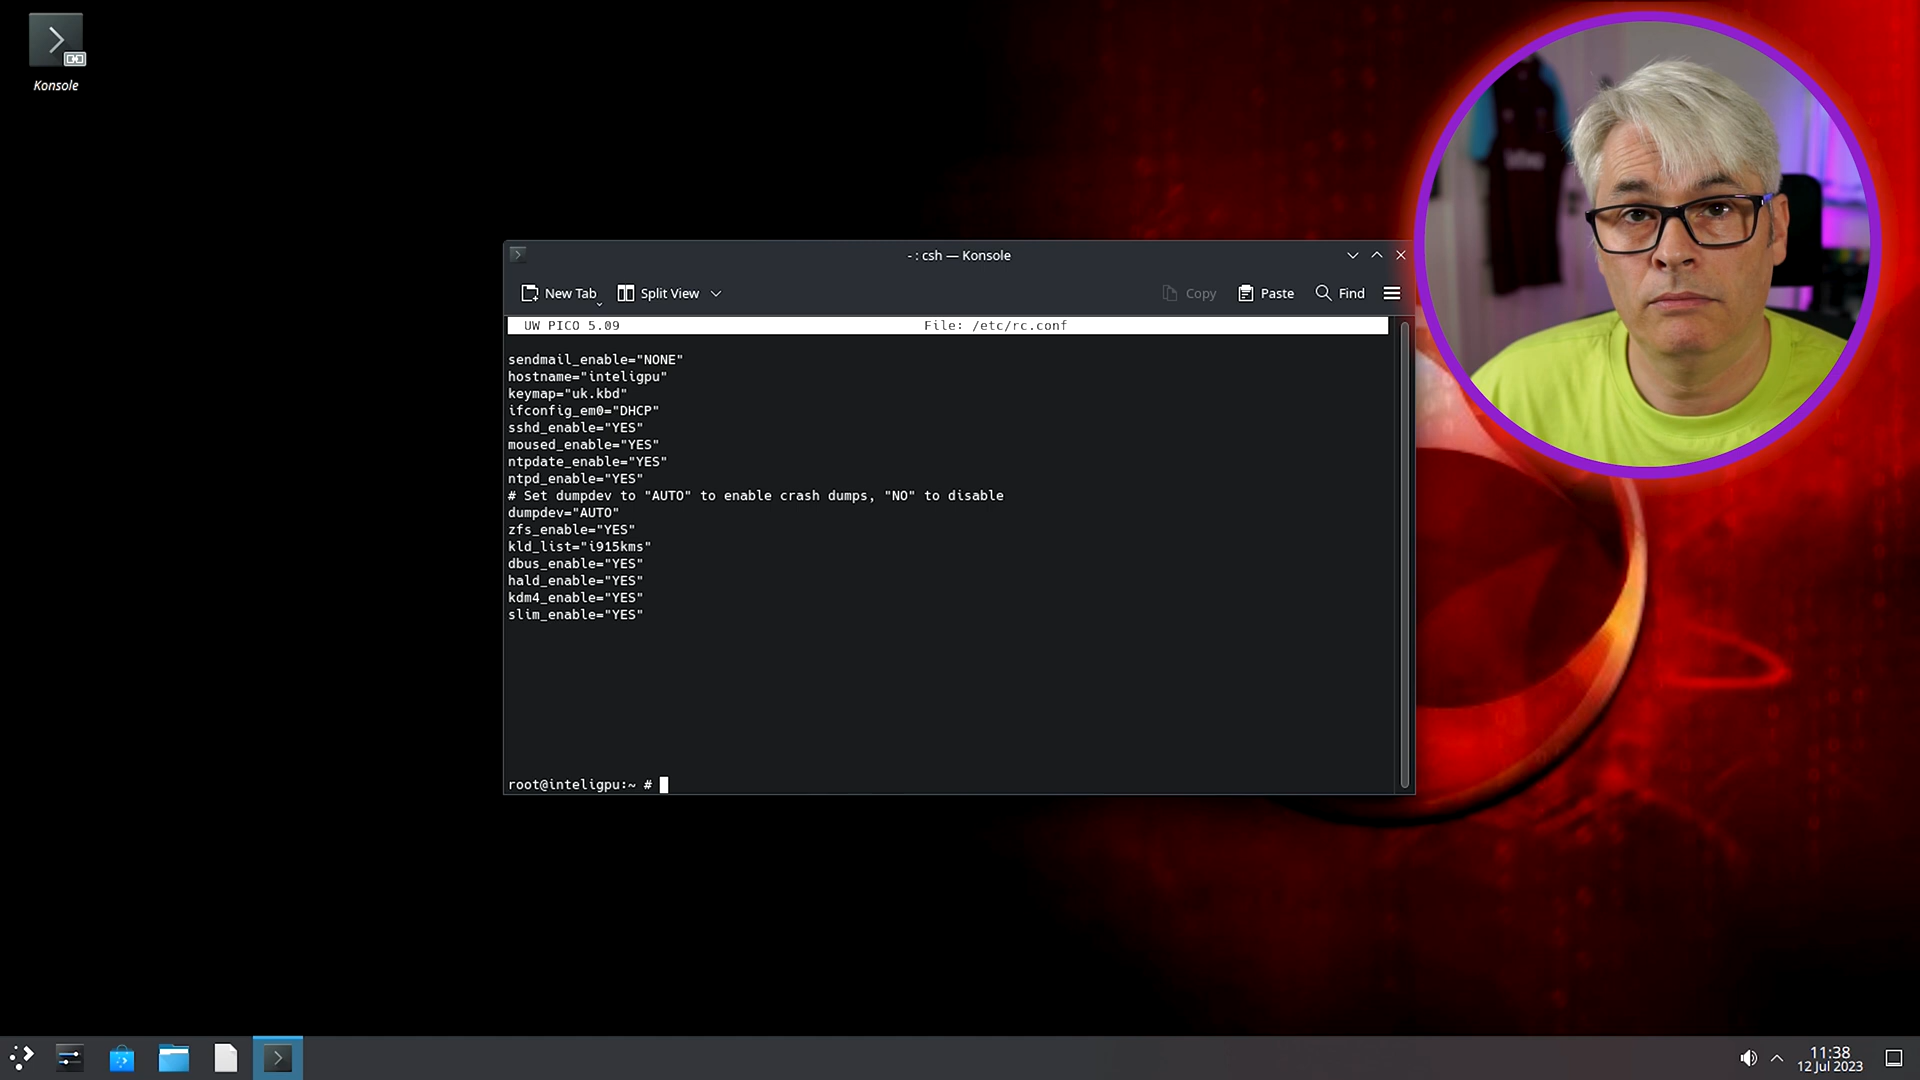 Konsole
- : csh — Konsole
New Tab
Split View
Copy
Paste
Find
UW PICO 5.09 File: /etc/rc.conf
sendmail_enable="NONE"
hostname="inteligpu"
keymap="uk.kbd"
ifconfig_em0="DHCP"
sshd_enable="YES"
moused_enable="YES"
ntpdate_enable="YES"
ntpd_enable="YES"
# Set dumpdev to "AUTO" to enable crash dumps, "NO" to disable
dumpdev="AUTO"
zfs_enable="YES"
kld_list="i915kms"
dbus_enable="YES"
hald_enable="YES"
kdm4_enable="YES"
slim_enable="YES"
root@inteligpu:~ #
11:38
12 Jul 2023